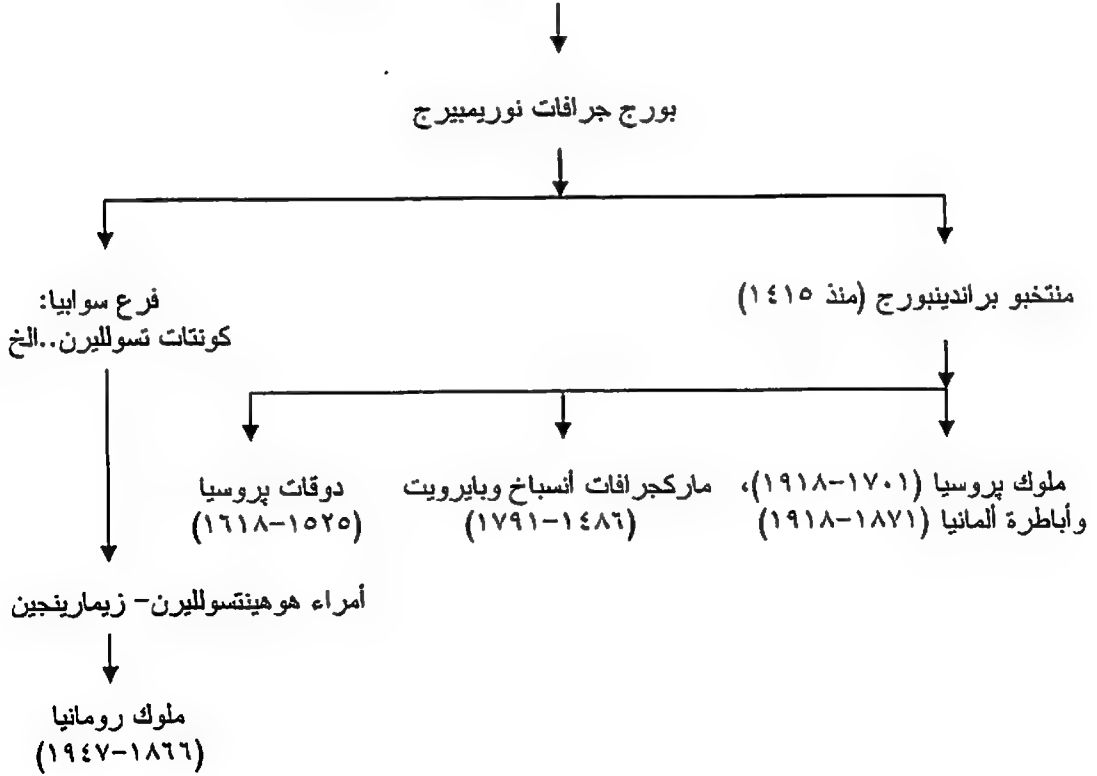 بورج جرافات نوريمبيرج
منتخبو براندينبورج (منذ ١٤١٥)
فرع سوابيا:
كونتات تسولليرن..الخ
ملوك پروسيا (١٧٠١-١٩١٨)،
وأباطرة ألمانيا (١٨٧١-١٩١٨)
ماركجرافات أنسباخ وبايرويت
(١٤٨٦-١٧٩١)
دوقات پروسيا
(١٥٢٥-١٦١٨)
أمراء هوهينتسولليرن- زيمارينجين
ملوك رومانيا
(١٨٦٦-١٩٤٧)